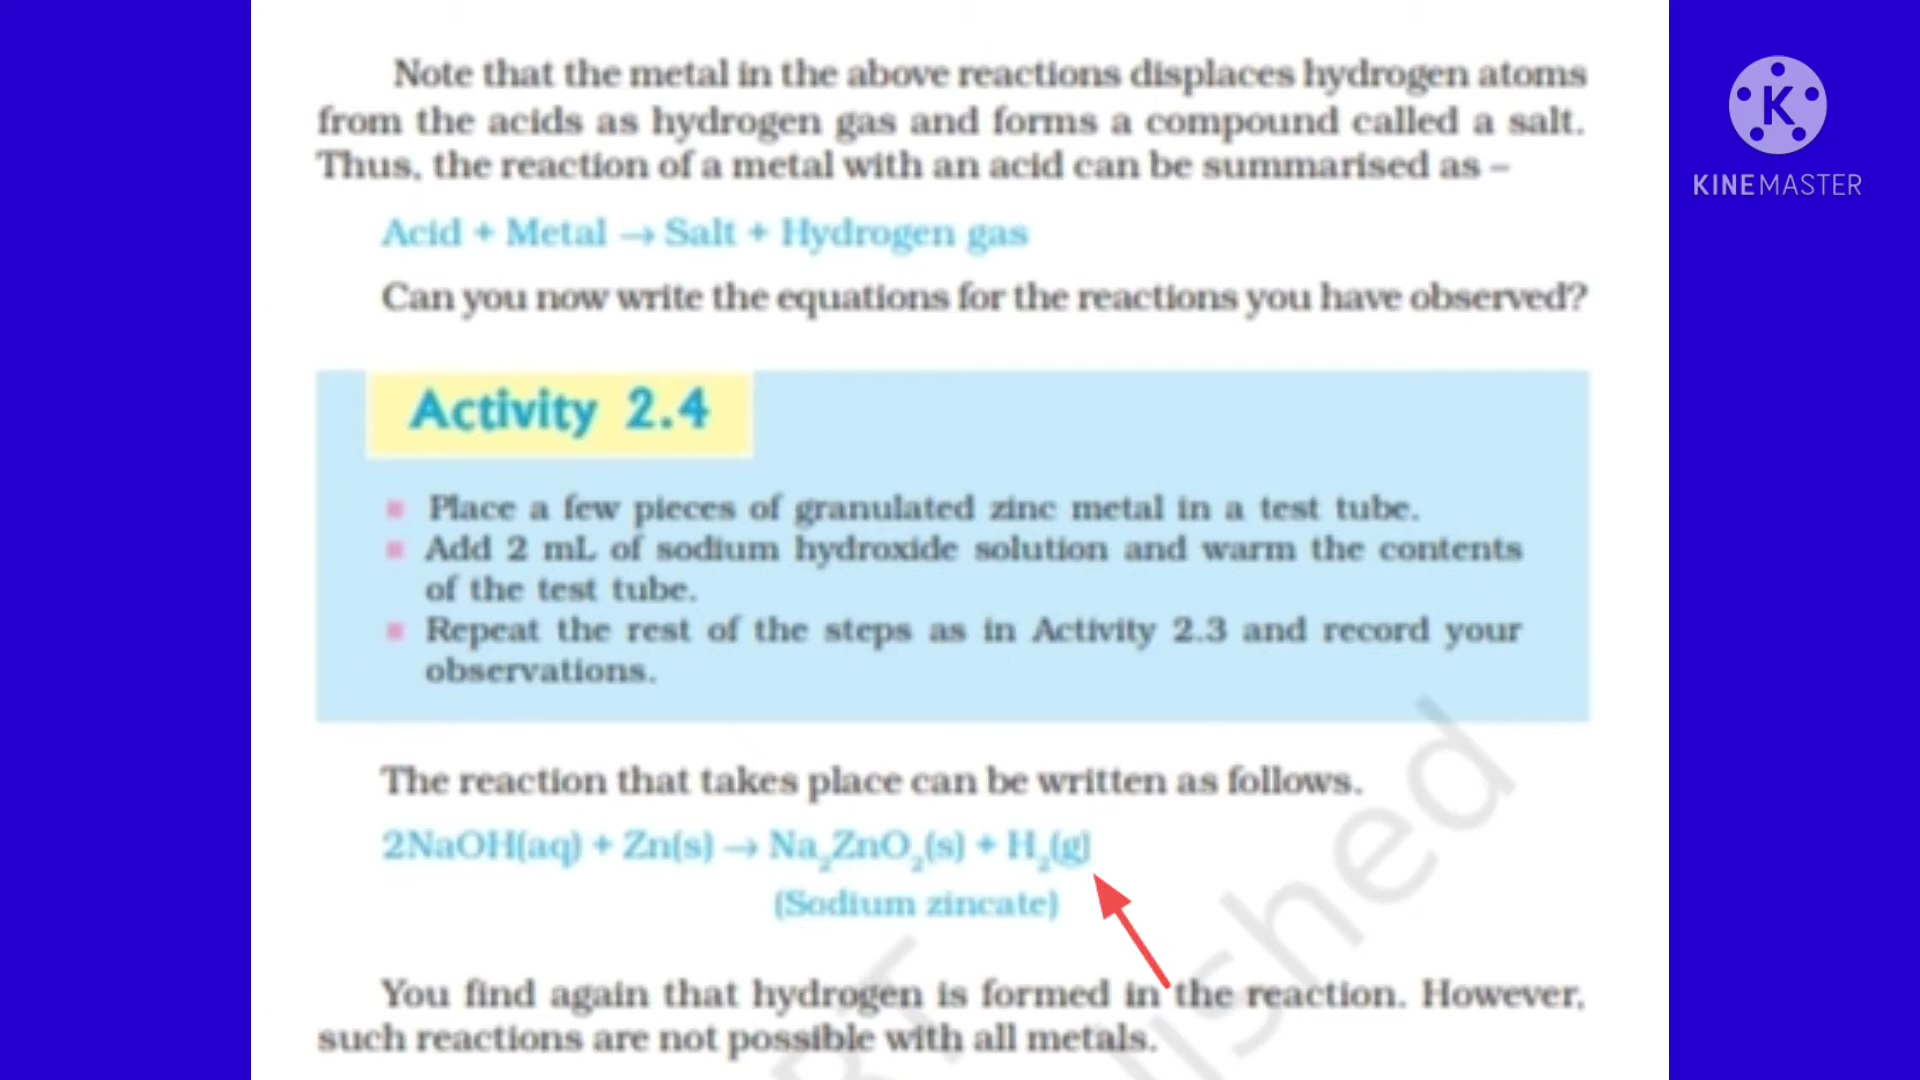 Note that the metal in the above reactions displaces hydrogen atoms
from the acids as hydrogen gas and forms a compound called a salt.
Thus, the reaction of a metal with an acid can be summarised as –
Acid + Metal → Salt + Hydrogen gas
Can you now write the equations for the reactions you have observed?
Activity 2.4
Place a few pieces of granulated zinc metal in a test tube.
Add 2 mL of sodium hydroxide solution and warm the contents
of the test tube.
Repeat the rest of the steps as in Activity 2.3 and record your
observations.
The reaction that takes place can be written as follows.
2NaOH(aq) + Zn(s) → Na₂ZnO₂(s) + H₂(g)
(Sodium zincate)
You find again that hydrogen is formed in the reaction. However,
such reactions are not possible with all metals.
K
KINEMASTER